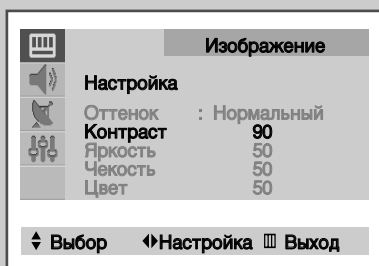 Изображение
Настройка
Оттенок : Нормальный
Контраст 90
Яркость 50
Чекость 50
Цвет 50
Выбор Настройка Выход